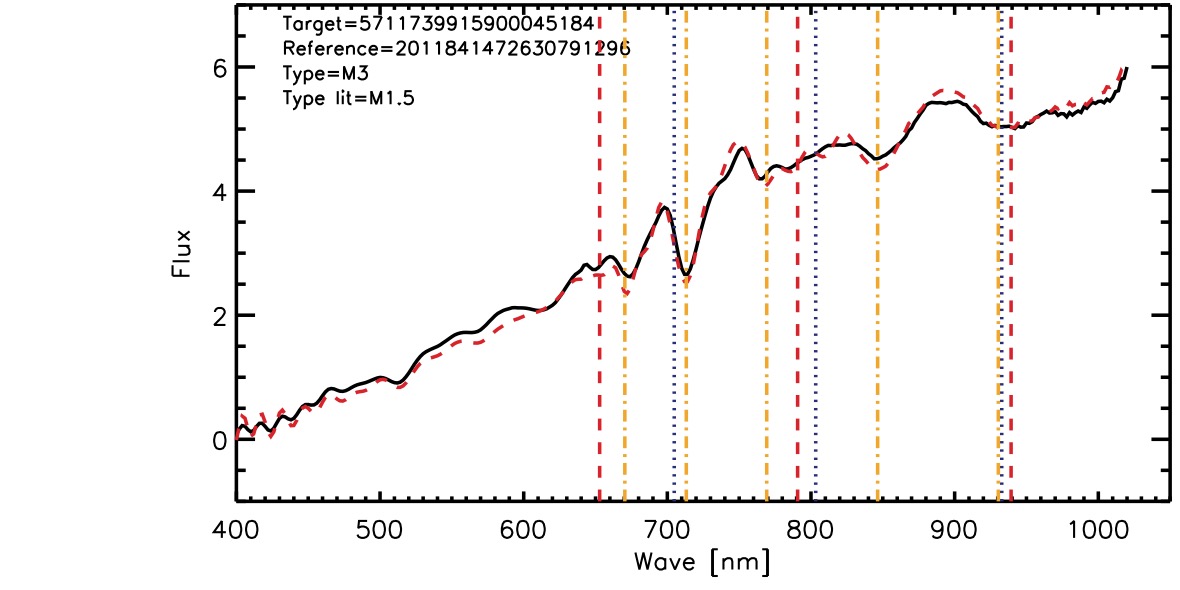 Target=5711739915900045184
Reference=2011841472630791296
Type=M3
Type lit=M1.5
6
4
2
0
Flux
400 500 600 700 800 900 1000
Wave [nm]